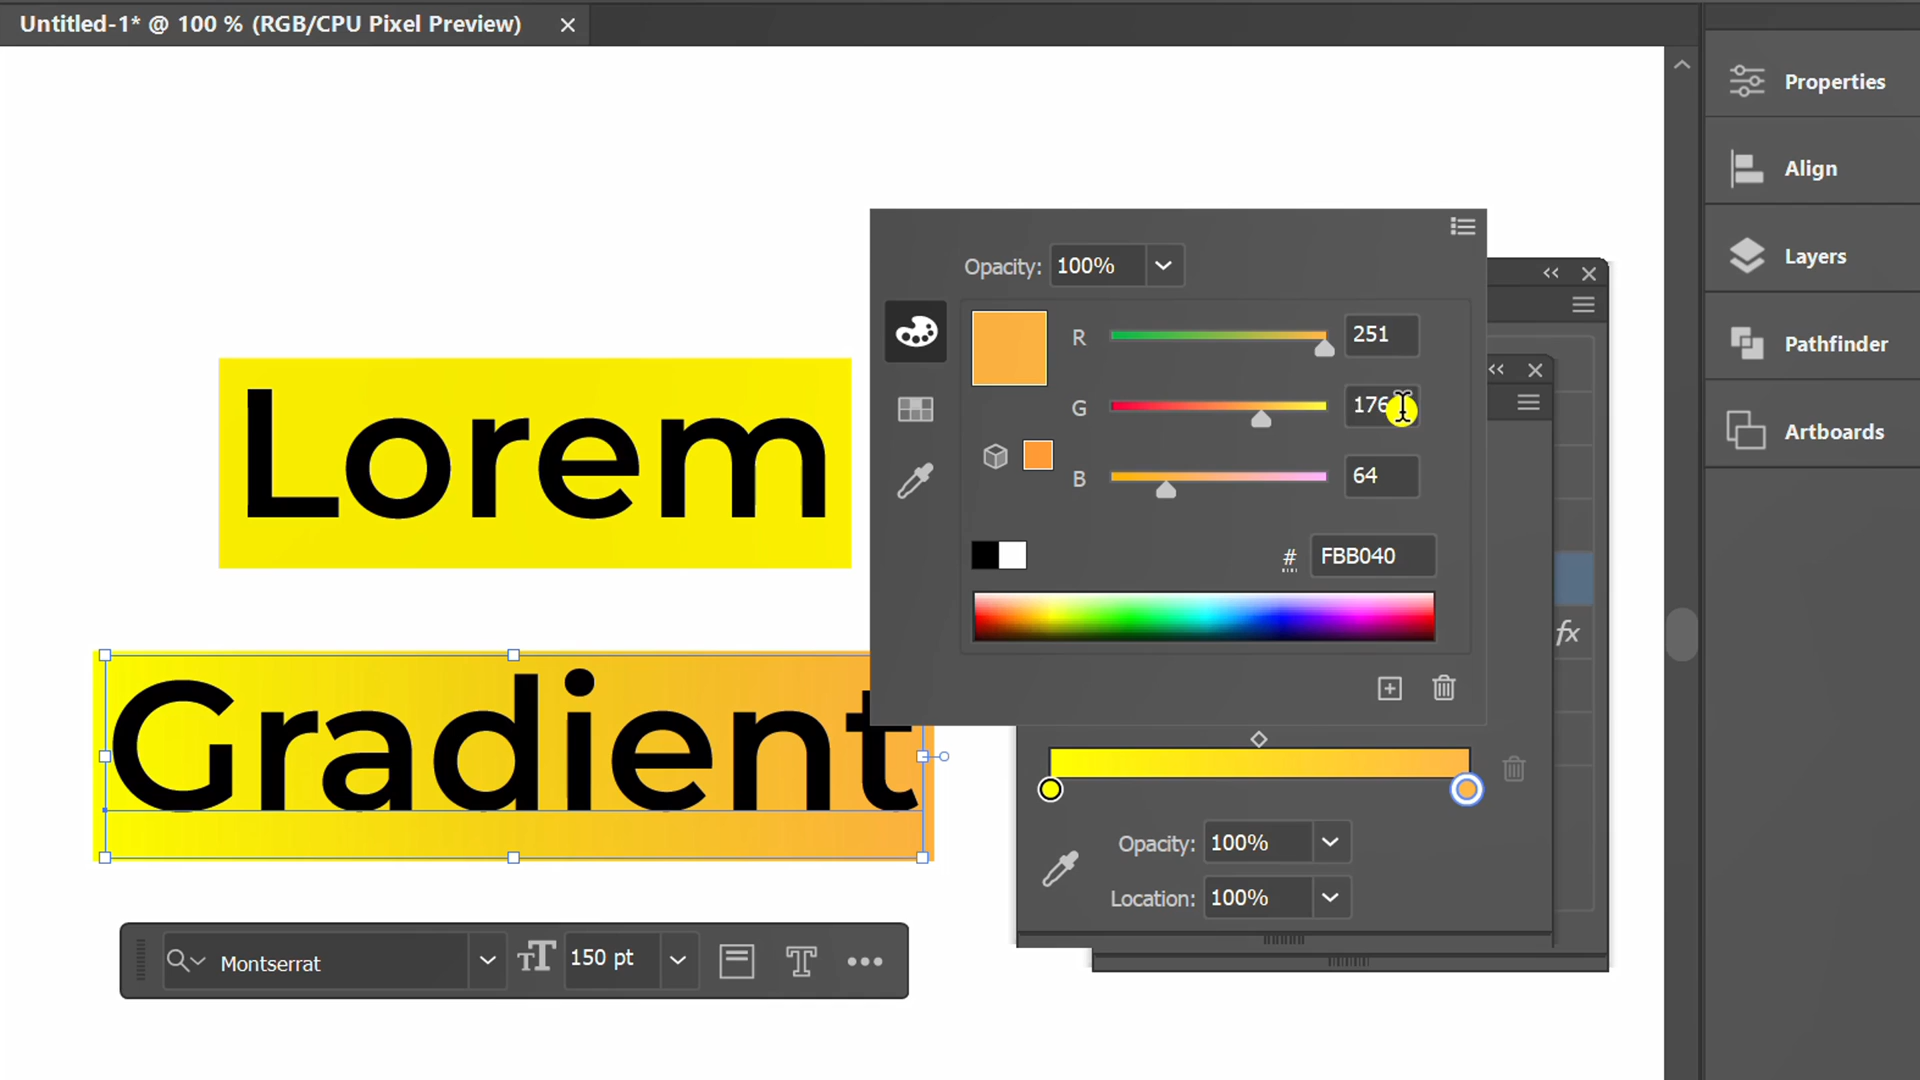 Untitled-1* @ 100 % (RGB/CPU Pixel Preview)
Properties
Align
Layers
Pathfinder
Artboards
Opacity: 100%
R 251
G 176
B 64
# FBB040
Lorem
Gradient
fx
Opacity: 100%
Location: 100%
Montserrat
150 pt